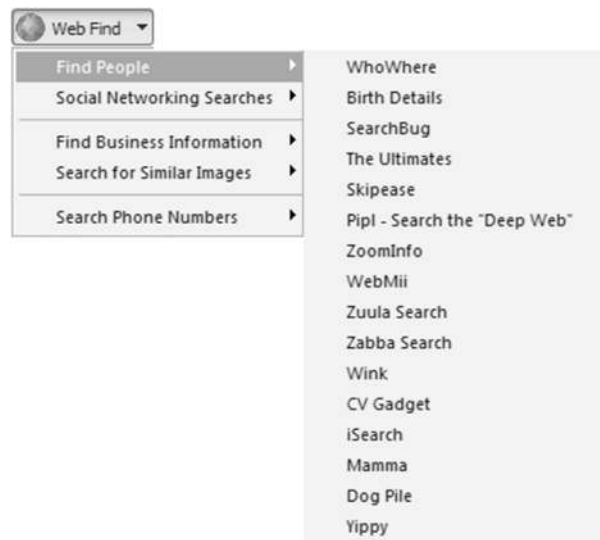 Web Find
Find People
Social Networking Searches
Find Business Information
Search for Similar Images
Search Phone Numbers
WhoWhere
Birth Details
SearchBug
The Ultimates
Skipease
Pipl - Search the "Deep Web"
ZoomInfo
WebMii
Zuula Search
Zabba Search
Wink
CV Gadget
iSearch
Mamma
Dog Pile
Yippy